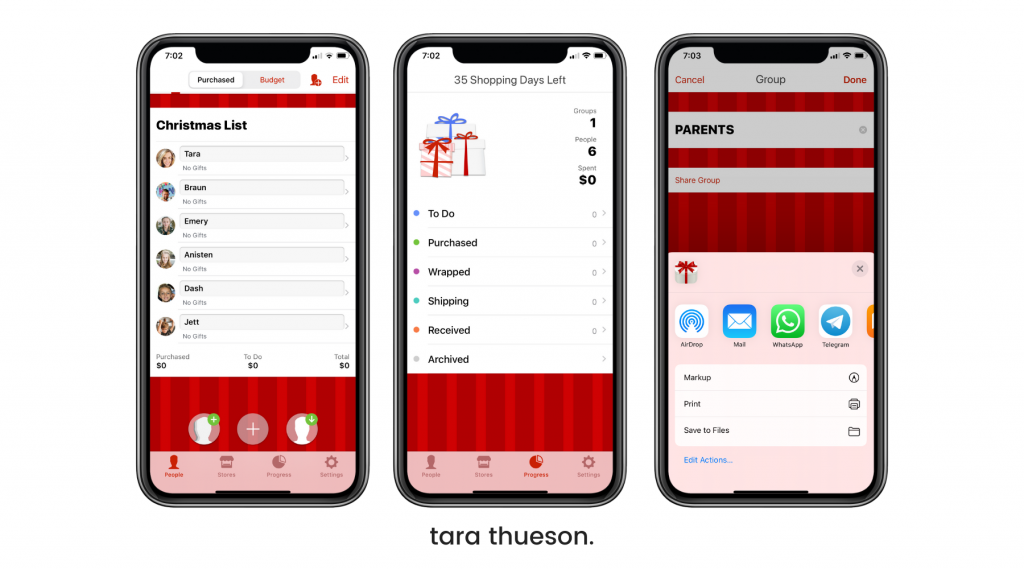 7:02
Purchased Budget Edit
Christmas List
Tara
No Gifts
Braun
No Gifts
Emery
No Gifts
Anisten
No Gifts
Dash
No Gifts
Jett
No Gifts
Purchased To Do Total
$0 $0 $0
People Stores Progress Settings
7:02
35 Shopping Days Left
Groups
1
People
6
Spent
$0
To Do 0
Purchased 0
Wrapped 0
Shipping 0
Received 0
Archived
People Stores Progress Settings
7:03
Cancel Group Done
PARENTS
Share Group
AirDrop Mail WhatsApp Telegram
Markup
Print
Save to Files
Edit Actions...
tara thueson.